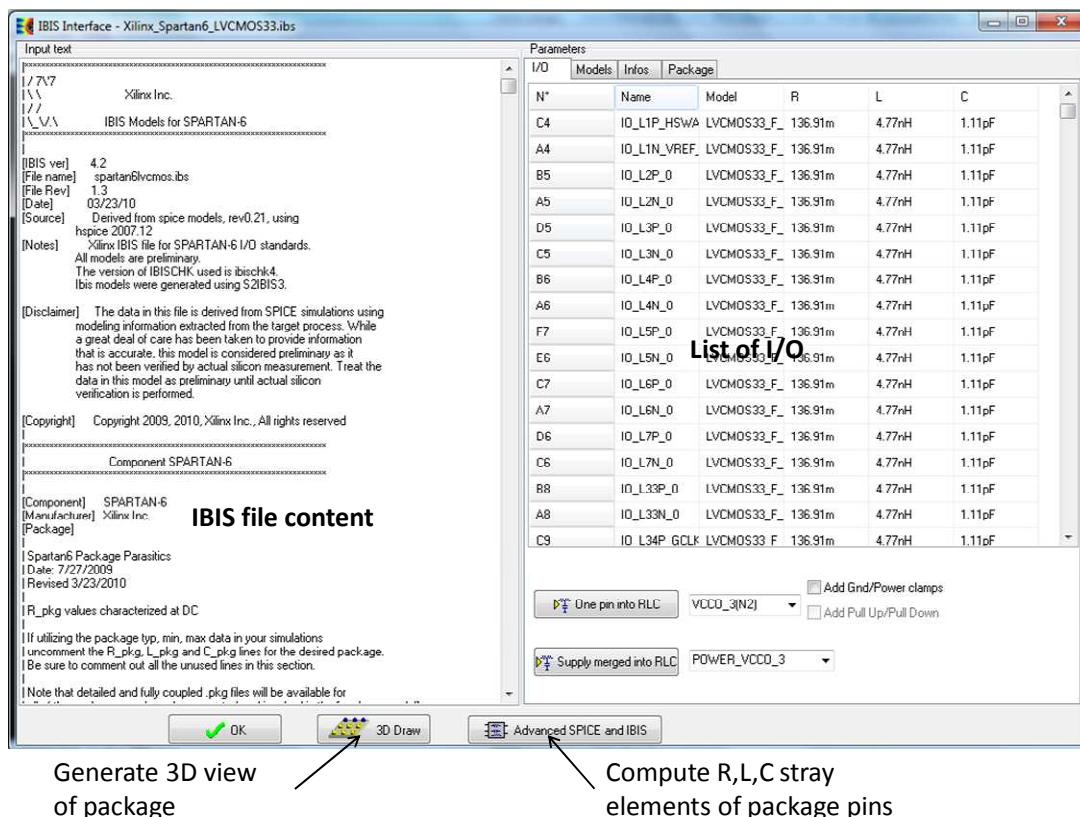 IBIS Interface - Xilinx_Spartan6_LVCMOS33.ibs
Input text
|/ 7\'7
|\ \ Xilinx Inc.
|/ /
|\_\/.\ IBIS Models for SPARTAN-6
[IBIS ver] 4.2
[File name] spartan6lvcmos.ibs
[File Rev] 1.3
[Date] 03/23/10
[Source] Derived from spice models, rev0.21, using
hspice 2007.12
[Notes] Xilinx IBIS file for SPARTAN-6 I/O standards.
All models are preliminary.
The version of IBISCHK used is ibischk4.
Ibis models were generated using S2IBIS3.
[Disclaimer] The data in this file is derived from SPICE simulations using
modeling information extracted from the target process. While
a great deal of care has been taken to provide information
that is accurate, this model is considered preliminary as it
has not been verified by actual silicon measurement. Treat the
data in this model as preliminary until actual silicon
verification is performed.
[Copyright] Copyright 2009, 2010, Xilinx Inc., All rights reserved
| Component SPARTAN-6
[Component] SPARTAN-6
[Manufacturer] Xilinx Inc.
[Package]
IBIS file content
| Spartan6 Package Parasitics
| Date: 7/27/2009
| Revised 3/23/2010
| R_pkg values characterized at DC
| If utilizing the package typ, min, max data in your simulations
| uncomment the R_pkg, L_pkg and C_pkg lines for the desired package.
| Be sure to comment out all the unused lines in this section.
| Note that detailed and fully coupled .pkg files will be available for
Parameters
I/O Models Infos Package
N° Name Model R L C
C4 IO_L1P_HSWA LVCMOS33_F_ 136.91m 4.77nH 1.11pF
A4 IO_L1N_VREF_ LVCMOS33_F_ 136.91m 4.77nH 1.11pF
B5 IO_L2P_0 LVCMOS33_F_ 136.91m 4.77nH 1.11pF
A5 IO_L2N_0 LVCMOS33_F_ 136.91m 4.77nH 1.11pF
D5 IO_L3P_0 LVCMOS33_F_ 136.91m 4.77nH 1.11pF
C5 IO_L3N_0 LVCMOS33_F_ 136.91m 4.77nH 1.11pF
B6 IO_L4P_0 LVCMOS33_F_ 136.91m 4.77nH 1.11pF
A6 IO_L4N_0 LVCMOS33_F_ 136.91m 4.77nH 1.11pF
F7 IO_L5P_0 LVCMOS33_F_ 136.91m 4.77nH 1.11pF
List of I/O
E6 IO_L5N_0 LVCMOS33_F_ 136.91m 4.77nH 1.11pF
C7 IO_L6P_0 LVCMOS33_F_ 136.91m 4.77nH 1.11pF
A7 IO_L6N_0 LVCMOS33_F_ 136.91m 4.77nH 1.11pF
D6 IO_L7P_0 LVCMOS33_F_ 136.91m 4.77nH 1.11pF
C6 IO_L7N_0 LVCMOS33_F_ 136.91m 4.77nH 1.11pF
B8 IO_L33P_0 LVCMOS33_F_ 136.91m 4.77nH 1.11pF
A8 IO_L33N_0 LVCMOS33_F_ 136.91m 4.77nH 1.11pF
C9 IO_L34P_GCLK LVCMOS33_F 136.91m 4.77nH 1.11pF
One pin into RLC VCCO_3(N2) Add Gnd/Power clamps
Add Pull Up/Pull Down
Supply merged into RLC POWER_VCCO_3
OK 3D Draw Advanced SPICE and IBIS
Generate 3D view
of package
Compute R,L,C stray
elements of package pins